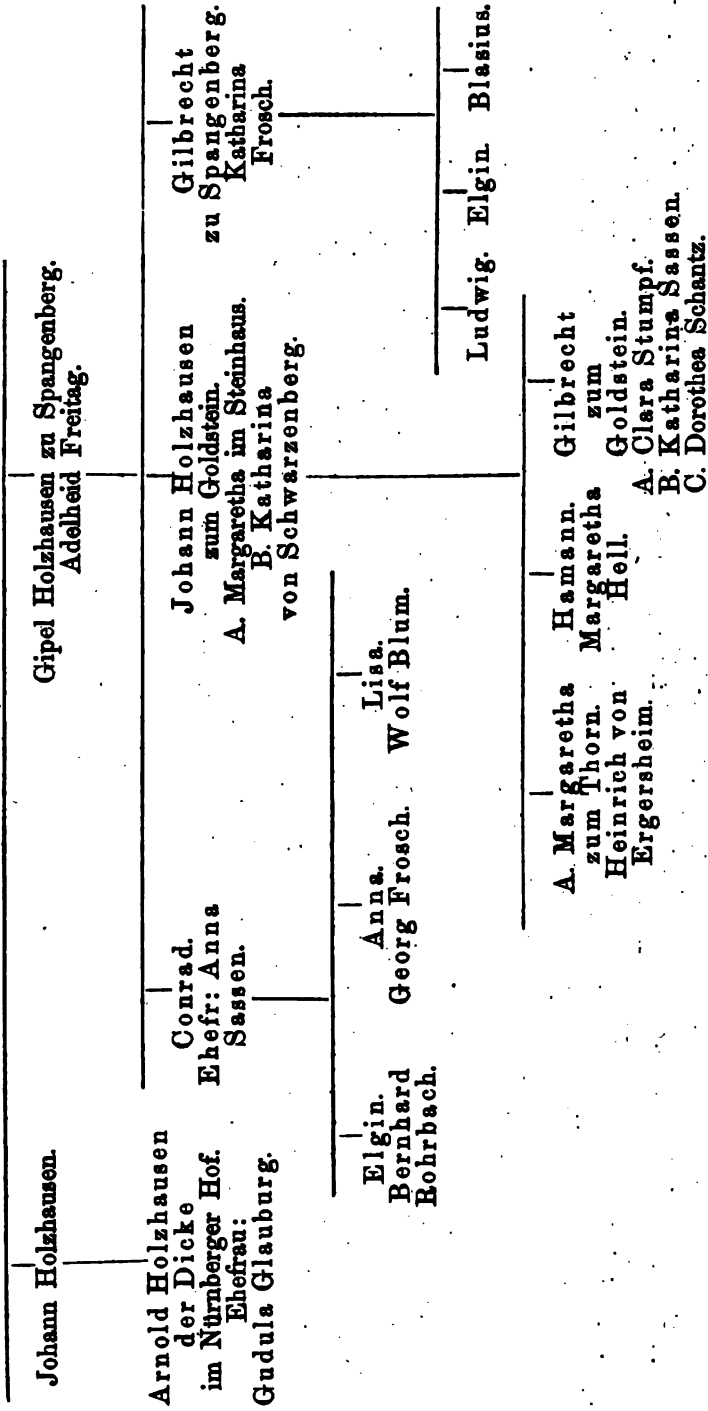 Johann Holzhausen.
Gipel Holzhausen zu Spangenberg.
Adelheid Freitag.
Arnold Holzhausen
der Dicke
im Nürnberger Hof.
Ehefrau:
Gudula Glauburg.
Conrad.
Ehefr: Anna
Sassen.
Johann Holzhausen
zum Goldstein.
A. Margaretha im Steinhaus.
B. Katharina
von Schwarzenberg.
Gilbrecht
zu Spangenberg.
Katharina
Frosch.
Elgin.
Bernhard
Rohrbach.
Anna.
Georg Frosch.
Lisa.
Wolf Blum.
Ludwig. Elgin. Blasius.
A. Margaretha
zum Thorn.
Heinrich von
Ergersheim.
Hamann.
Margaretha
Hell.
Gilbrecht
zum
Goldstein.
A. Clara Stumpf.
B. Katharina Sassen.
C. Dorothea Schantz.